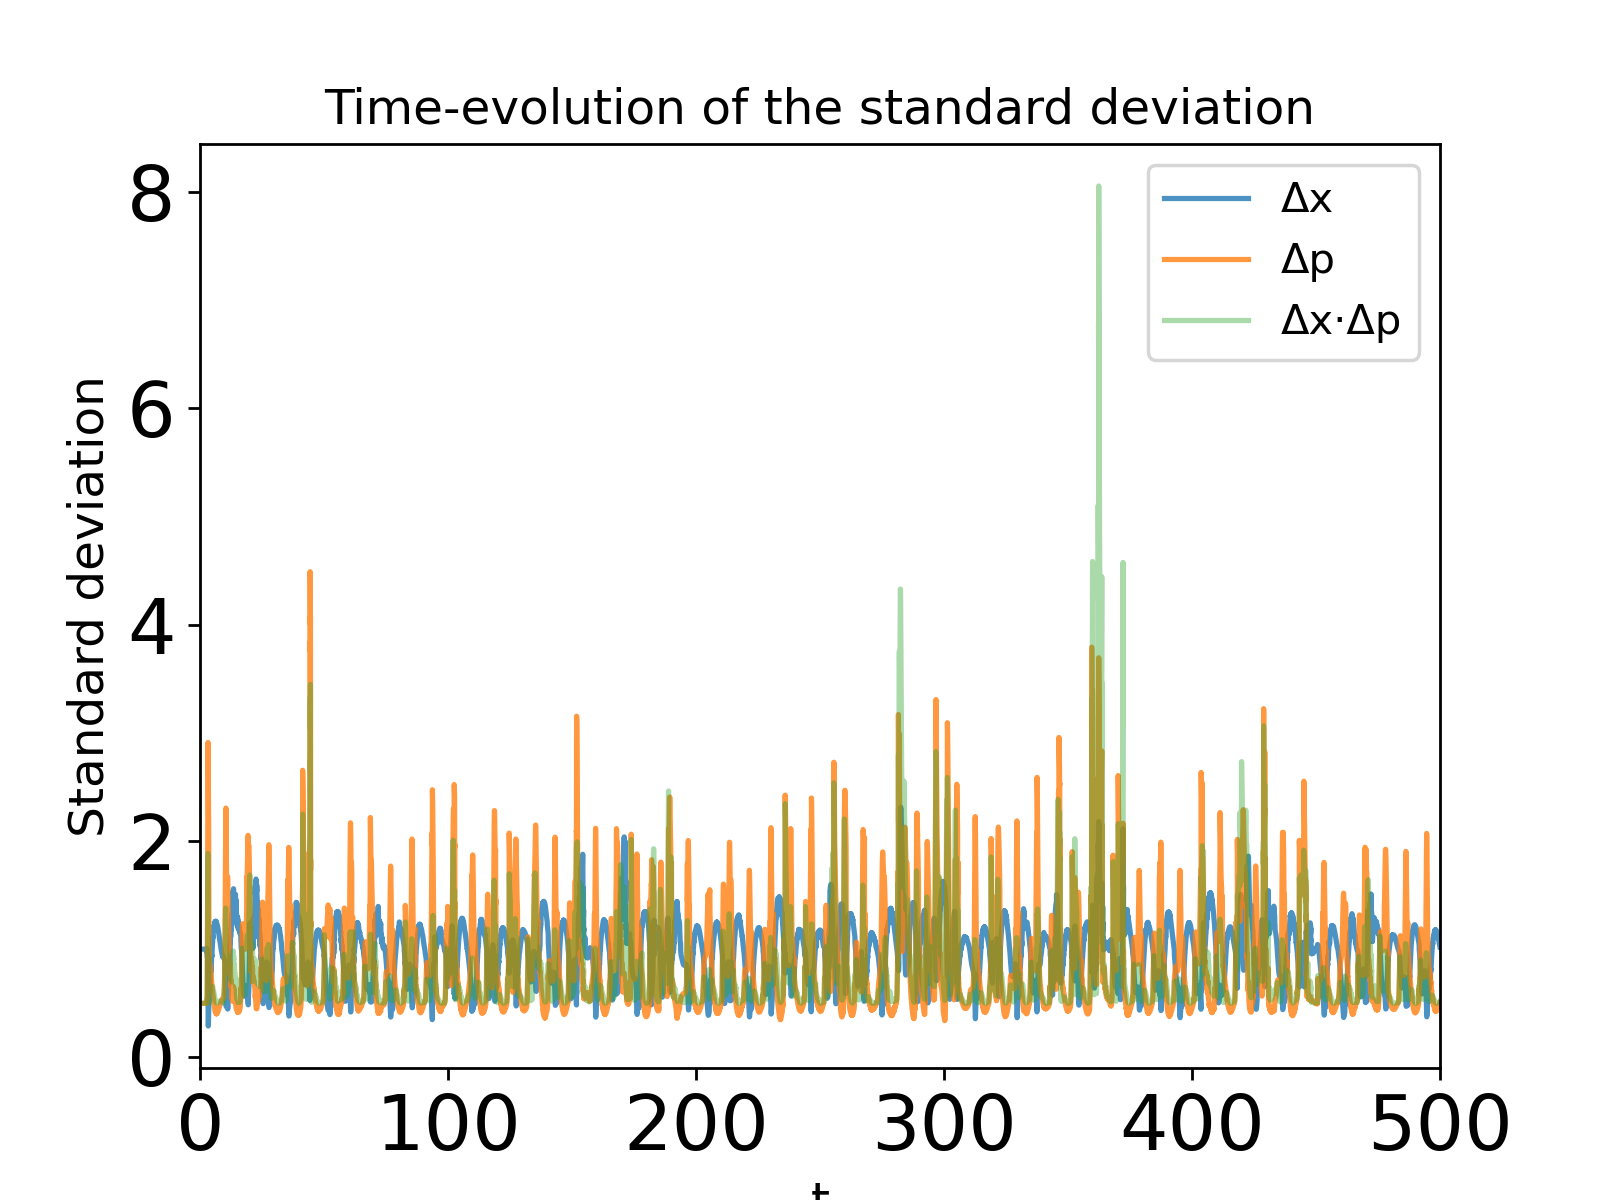 Time-evolution of the standard deviation
Δx
Δp
Δx·Δp
Standard deviation
8
6
4
2
0
0 100 200 300 400 500
t